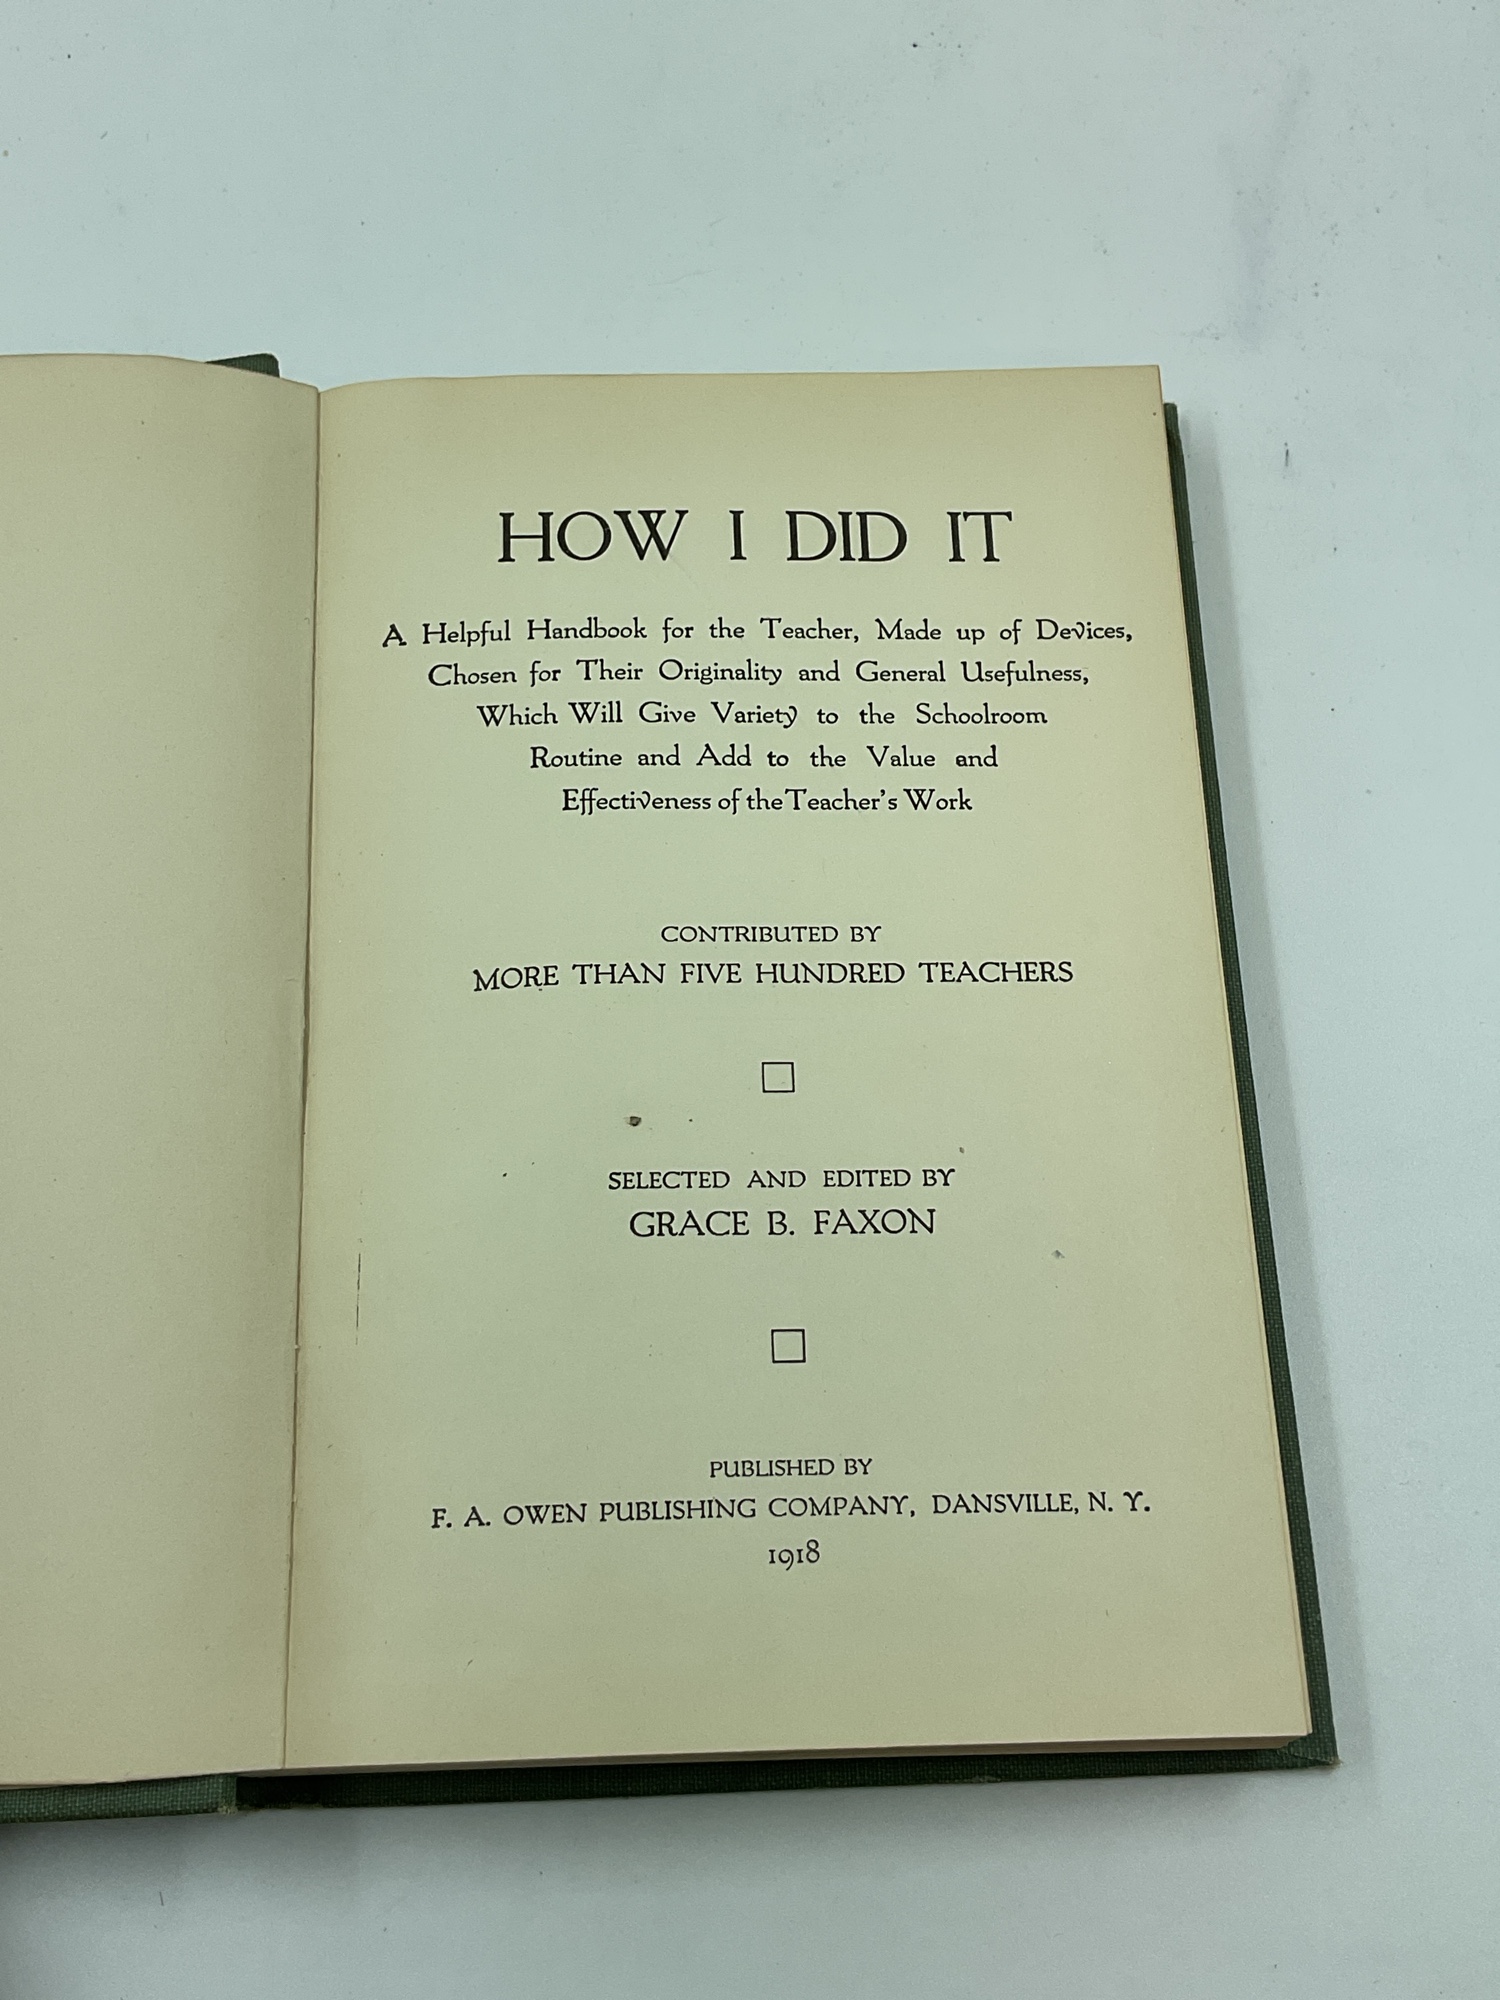 HOW I DID IT
A Helpful Handbook for the Teacher, Made up of Devices,
Chosen for Their Originality and General Usefulness,
Which Will Give Variety to the Schoolroom
Routine and Add to the Value and
Effectiveness of the Teacher's Work
CONTRIBUTED BY
MORE THAN FIVE HUNDRED TEACHERS
SELECTED AND EDITED BY
GRACE B. FAXON
PUBLISHED BY
F. A. OWEN PUBLISHING COMPANY, DANSVILLE, N. Y.
1918